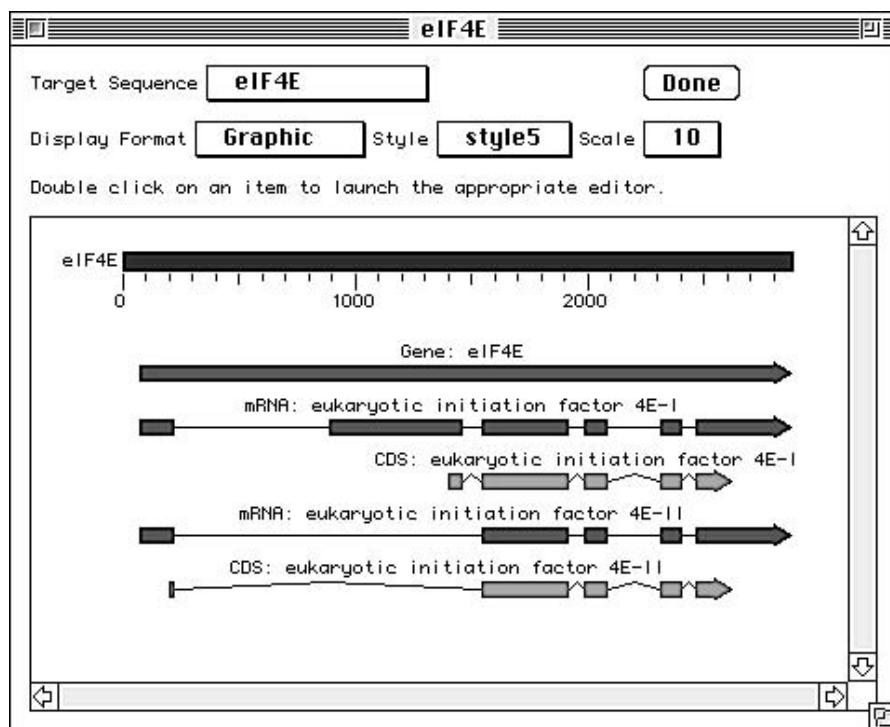 eIF4E
Target Sequence eIF4E Done
Display Format Graphic Style style5 Scale 10
Double click on an item to launch the appropriate editor.
eIF4E
0 1000 2000
Gene: eIF4E
mRNA: eukaryotic initiation factor 4E-I
CDS: eukaryotic initiation factor 4E-I
mRNA: eukaryotic initiation factor 4E-II
CDS: eukaryotic initiation factor 4E-II